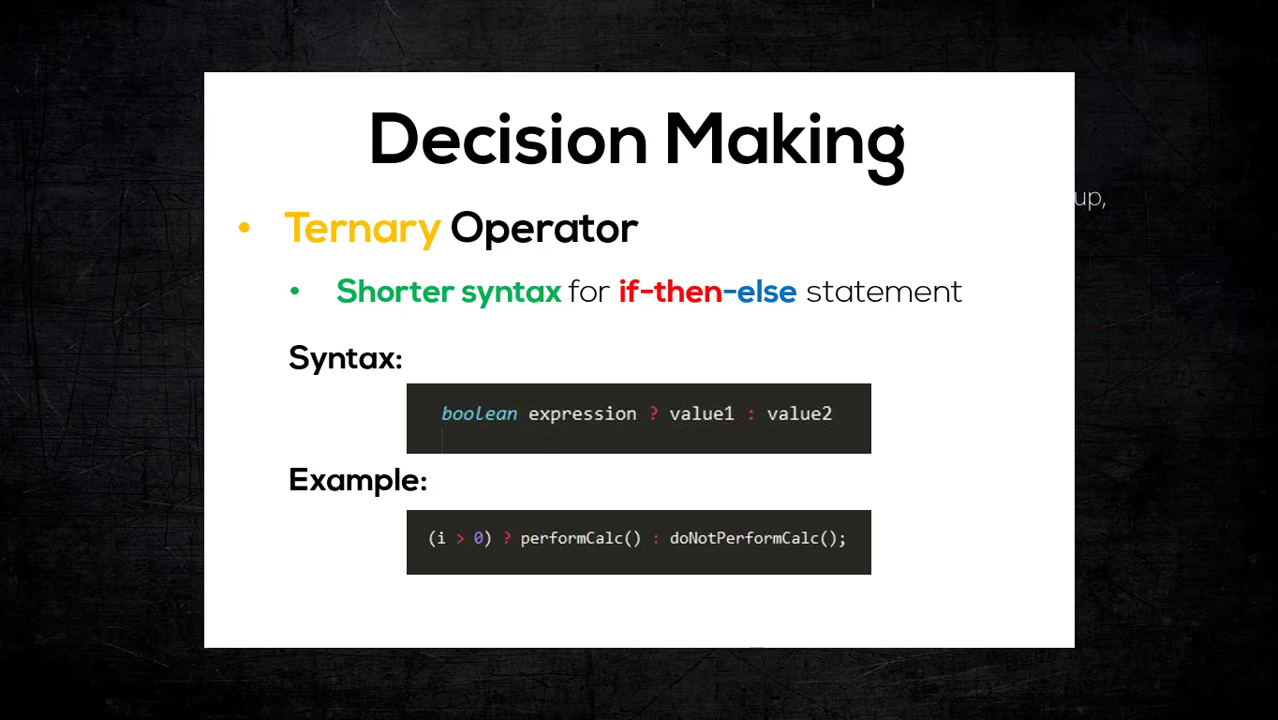 Decision Making
up,
• Ternary Operator
• Shorter syntax for if-then-else statement
Syntax:
boolean expression ? value1 : value2
Example:
(i > 0) ? performCalc() : doNotPerformCalc();